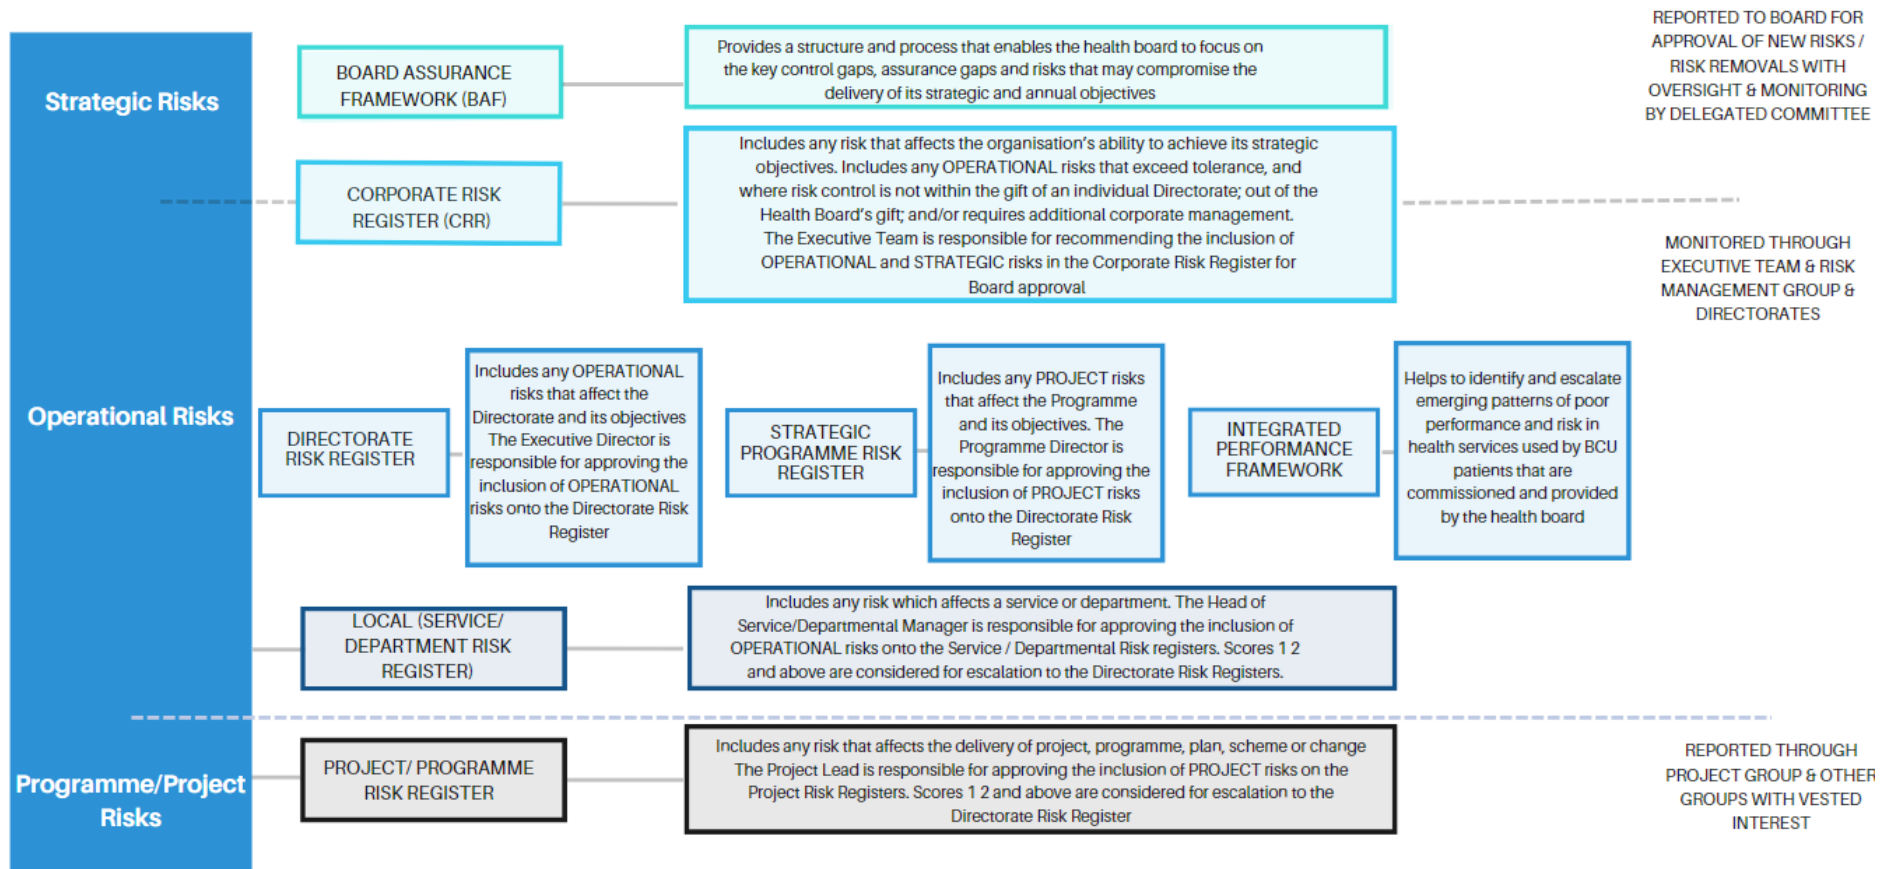 REPORTED TO BOARD FOR
APPROVAL OF NEW RISKS /
RISK REMOVALS WITH
OVERSIGHT & MONITORING
BY DELEGATED COMMITTEE
Strategic Risks
BOARD ASSURANCE
FRAMEWORK (BAF)
Provides a structure and process that enables the health board to focus on
the key control gaps, assurance gaps and risks that may compromise the
delivery of its strategic and annual objectives
CORPORATE RISK
REGISTER (CRR)
Includes any risk that affects the organisation's ability to achieve its strategic
objectives. Includes any OPERATIONAL risks that exceed tolerance, and
where risk control is not within the gift of an individual Directorate; out of the
Health Board's gift; and/or requires additional corporate management.
The Executive Team is responsible for recommending the inclusion of
OPERATIONAL and STRATEGIC risks in the Corporate Risk Register for
Board approval
MONITORED THROUGH
EXECUTIVE TEAM & RISK
MANAGEMENT GROUP &
DIRECTORATES
Operational Risks
DIRECTORATE
RISK REGISTER
Includes any OPERATIONAL
risks that affect the
Directorate and its objectives
The Executive Director is
responsible for approving the
inclusion of OPERATIONAL
risks onto the Directorate Risk
Register
STRATEGIC
PROGRAMME RISK
REGISTER
Includes any PROJECT risks
that affect the Programme
and its objectives. The
Programme Director is
responsible for approving the
inclusion of PROJECT risks
onto the Directorate Risk
Register
INTEGRATED
PERFORMANCE
FRAMEWORK
Helps to identify and escalate
emerging patterns of poor
performance and risk in
health services used by BCU
patients that are
commissioned and provided
by the health board
LOCAL (SERVICE/
DEPARTMENT RISK
REGISTER)
Includes any risk which affects a service or department. The Head of
Service/Departmental Manager is responsible for approving the inclusion of
OPERATIONAL risks onto the Service / Departmental Risk registers. Scores 1 2
and above are considered for escalation to the Directorate Risk Registers.
Programme/Project
Risks
PROJECT/ PROGRAMME
RISK REGISTER
Includes any risk that affects the delivery of project, programme, plan, scheme or change
The Project Lead is responsible for approving the inclusion of PROJECT risks on the
Project Risk Registers. Scores 1 2 and above are considered for escalation to the
Directorate Risk Register
REPORTED THROUGH
PROJECT GROUP & OTHER
GROUPS WITH VESTED
INTEREST